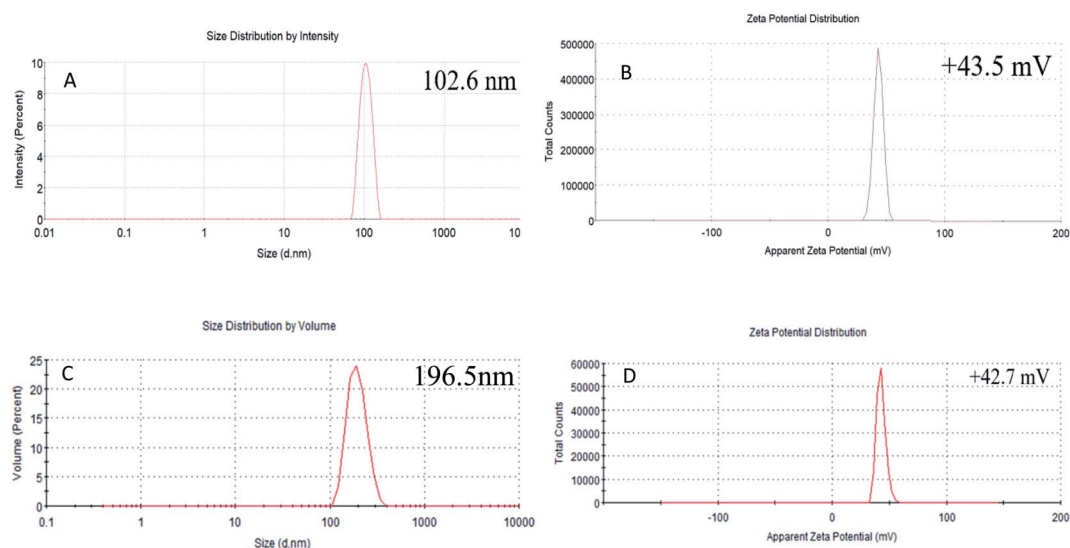 Size Distribution by Intensity
A
102.6 nm
Intensity (Percent)
10
8
6
4
2
0
0.01 0.1 1 10 100 1000 10
Size (d.nm)
Zeta Potential Distribution
B
+43.5 mV
Total Counts
500000
400000
300000
200000
100000
0
-100 0 100 200
Apparent Zeta Potential (mV)
Size Distribution by Volume
C
196.5nm
Volume (Percent)
25
20
15
10
5
0
0.1 1 10 100 1000 10000
Size (d.nm)
Zeta Potential Distribution
D
+42.7 mV
Total Counts
60000
50000
40000
30000
20000
10000
0
-100 0 100 200
Apparent Zeta Potential (mV)